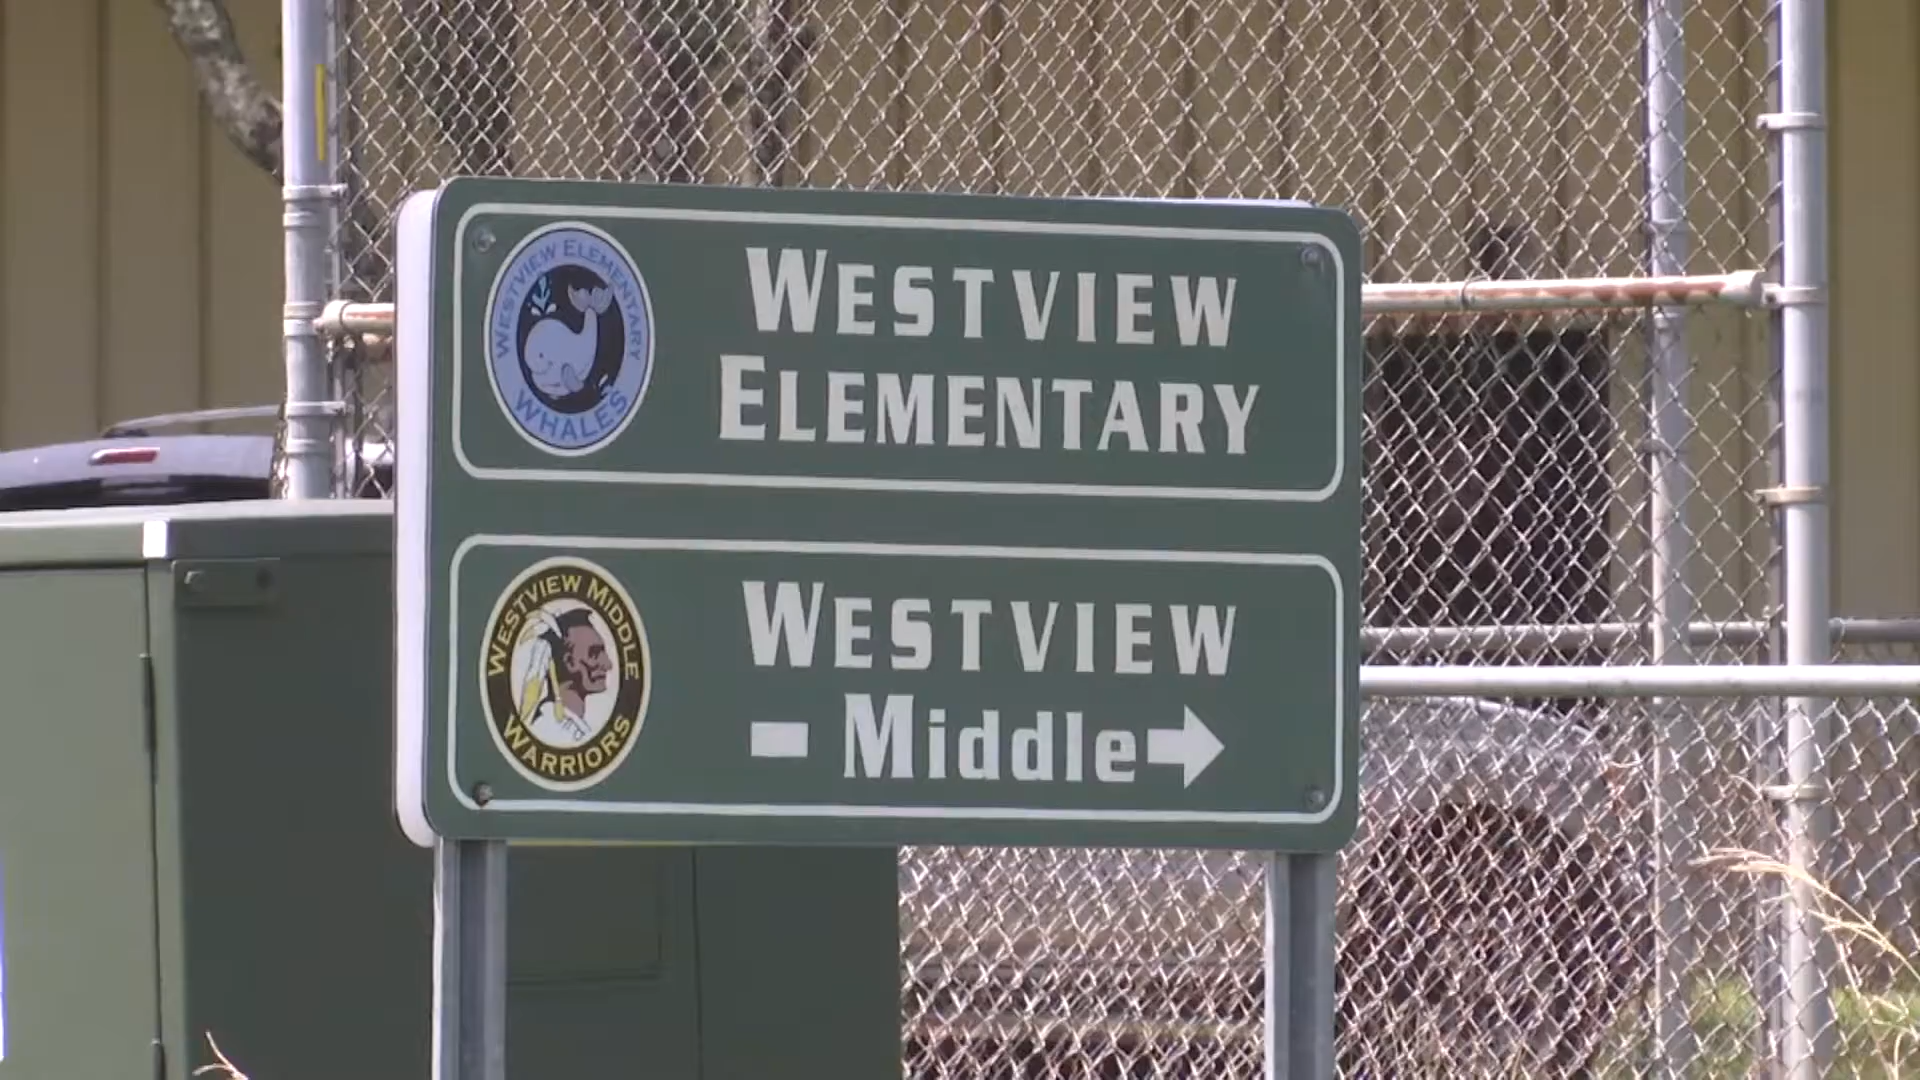 WESTVIEW ELEMENTARY
WHALES
WESTVIEW
ELEMENTARY
WESTVIEW MIDDLE
WARRIORS
WESTVIEW
- Middle→